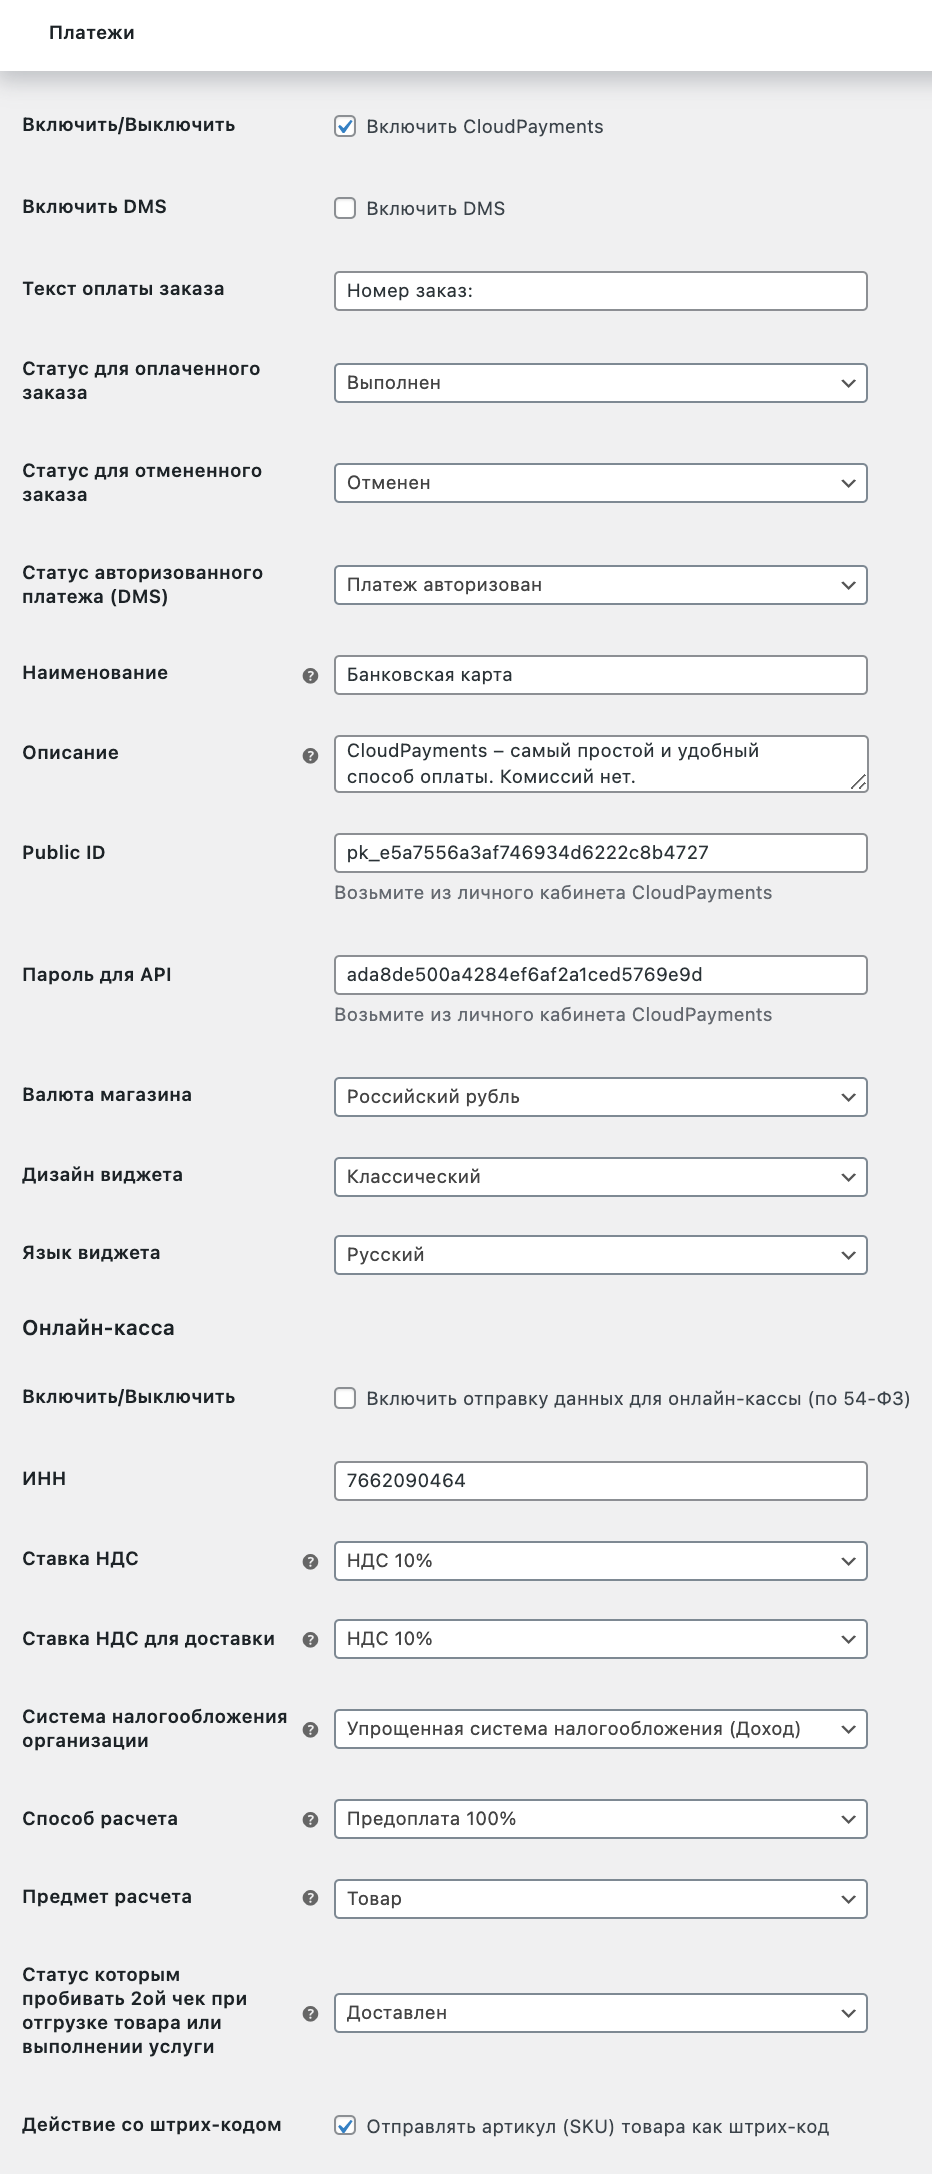 Платежи
Включить/Выключить
Включить CloudPayments
Включить DMS
Включить DMS
Текст оплаты заказа
Номер заказ:
Статус для оплаченного
заказа
Выполнен
Статус для отмененного
заказа
Отменен
Статус авторизованного
платежа (DMS)
Платеж авторизован
Наименование
Банковская карта
Описание
CloudPayments – самый простой и удобный
способ оплаты. Комиссий нет.
Public ID
pk_e5a7556a3af746934d6222c8b4727
Возьмите из личного кабинета CloudPayments
Пароль для API
ada8de500a4284ef6af2a1ced5769e9d
Возьмите из личного кабинета CloudPayments
Валюта магазина
Российский рубль
Дизайн виджета
Классический
Язык виджета
Русский
Онлайн-касса
Включить/Выключить
Включить отправку данных для онлайн-кассы (по 54-ФЗ)
ИНН
7662090464
Ставка НДС
НДС 10%
Ставка НДС для доставки
НДС 10%
Система налогообложения
организации
Упрощенная система налогообложения (Доход)
Способ расчета
Предоплата 100%
Предмет расчета
Товар
Статус которым
пробивать 2ой чек при
отгрузке товара или
выполнении услуги
Доставлен
Действие со штрих-кодом
Отправлять артикул (SKU) товара как штрих-код